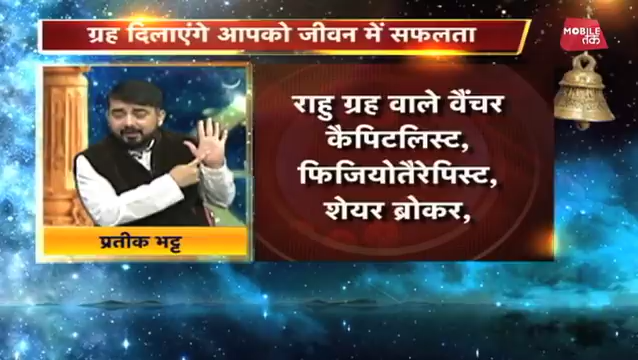 ग्रह दिलाएंगे आपको जीवन में सफलता
MOBILE
तक
राहु ग्रह वाले वैंचर
कैपिटलिस्ट,
फिजियोतैरेपिस्ट,
शेयर ब्रोकर,
प्रतीक भट्ट